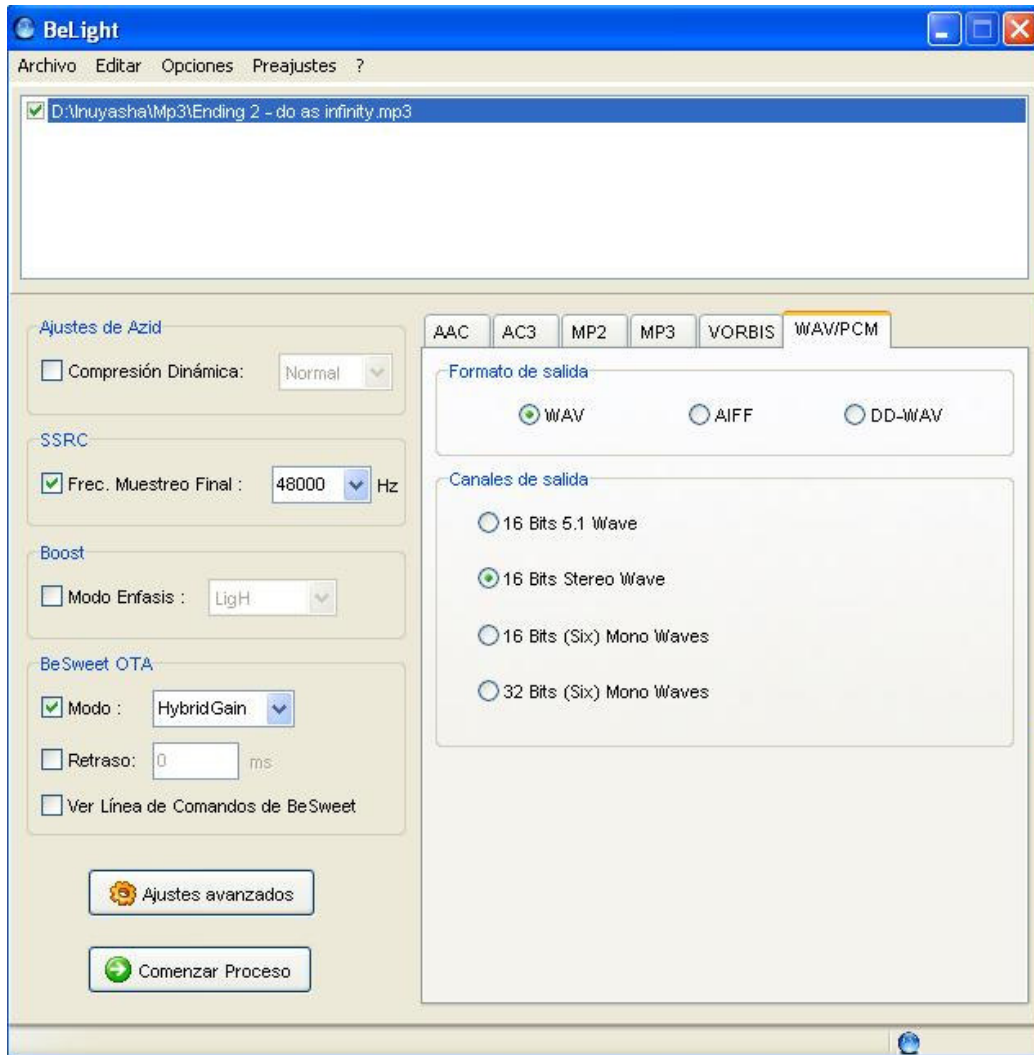 BeLight
Archivo Editar Opciones Preajustes ?
D:\Inuyasha\Mp3\Ending 2 - do as infinity.mp3
Ajustes de Azid
Compresión Dinámica: Normal
SSRC
Frec. Muestreo Final : 48000 Hz
Boost
Modo Enfasis : LigH
BeSweet OTA
Modo : HybridGain
Retraso: 0 ms
Ver Línea de Comandos de BeSweet
Ajustes avanzados
Comenzar Proceso
AAC AC3 MP2 MP3 VORBIS WAV/PCM
Formato de salida
WAV AIFF DD-WAV
Canales de salida
16 Bits 5.1 Wave
16 Bits Stereo Wave
16 Bits (Six) Mono Waves
32 Bits (Six) Mono Waves